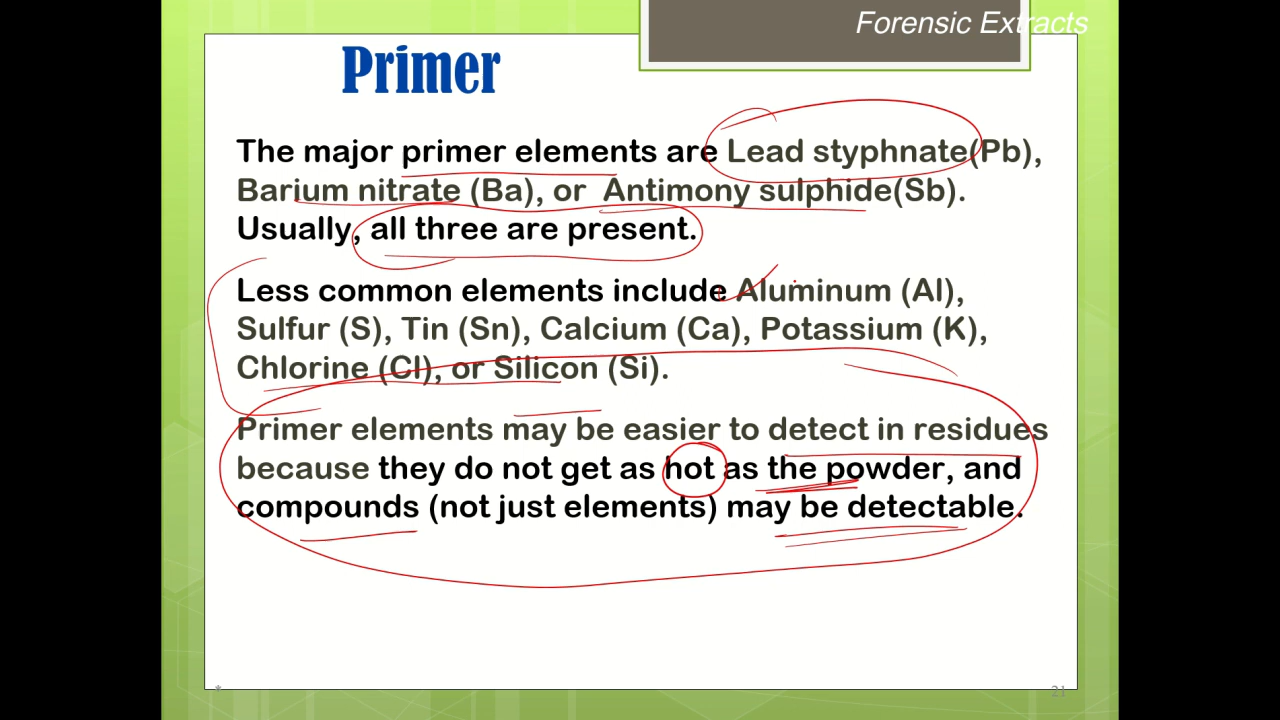 Forensic Extracts
Primer
The major primer elements are Lead styphnate(Pb),
Barium nitrate (Ba), or Antimony sulphide(Sb).
Usually, all three are present.
Less common elements include Aluminum (Al),
Sulfur (S), Tin (Sn), Calcium (Ca), Potassium (K),
Chlorine (Cl), or Silicon (Si).
Primer elements may be easier to detect in residues
because they do not get as hot as the powder, and
compounds (not just elements) may be detectable.
* 21